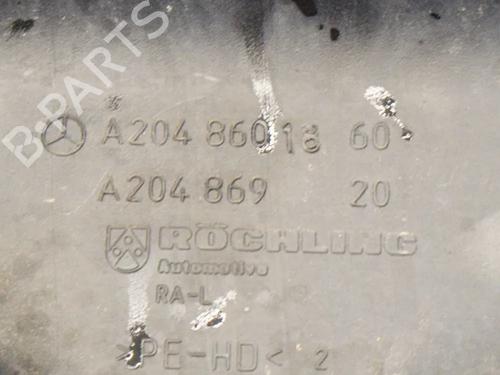 B-PARTS
A204 860 18 60
A204 869 20
RÖCHLING
Automotive
RA-L
>PE-HD< 2